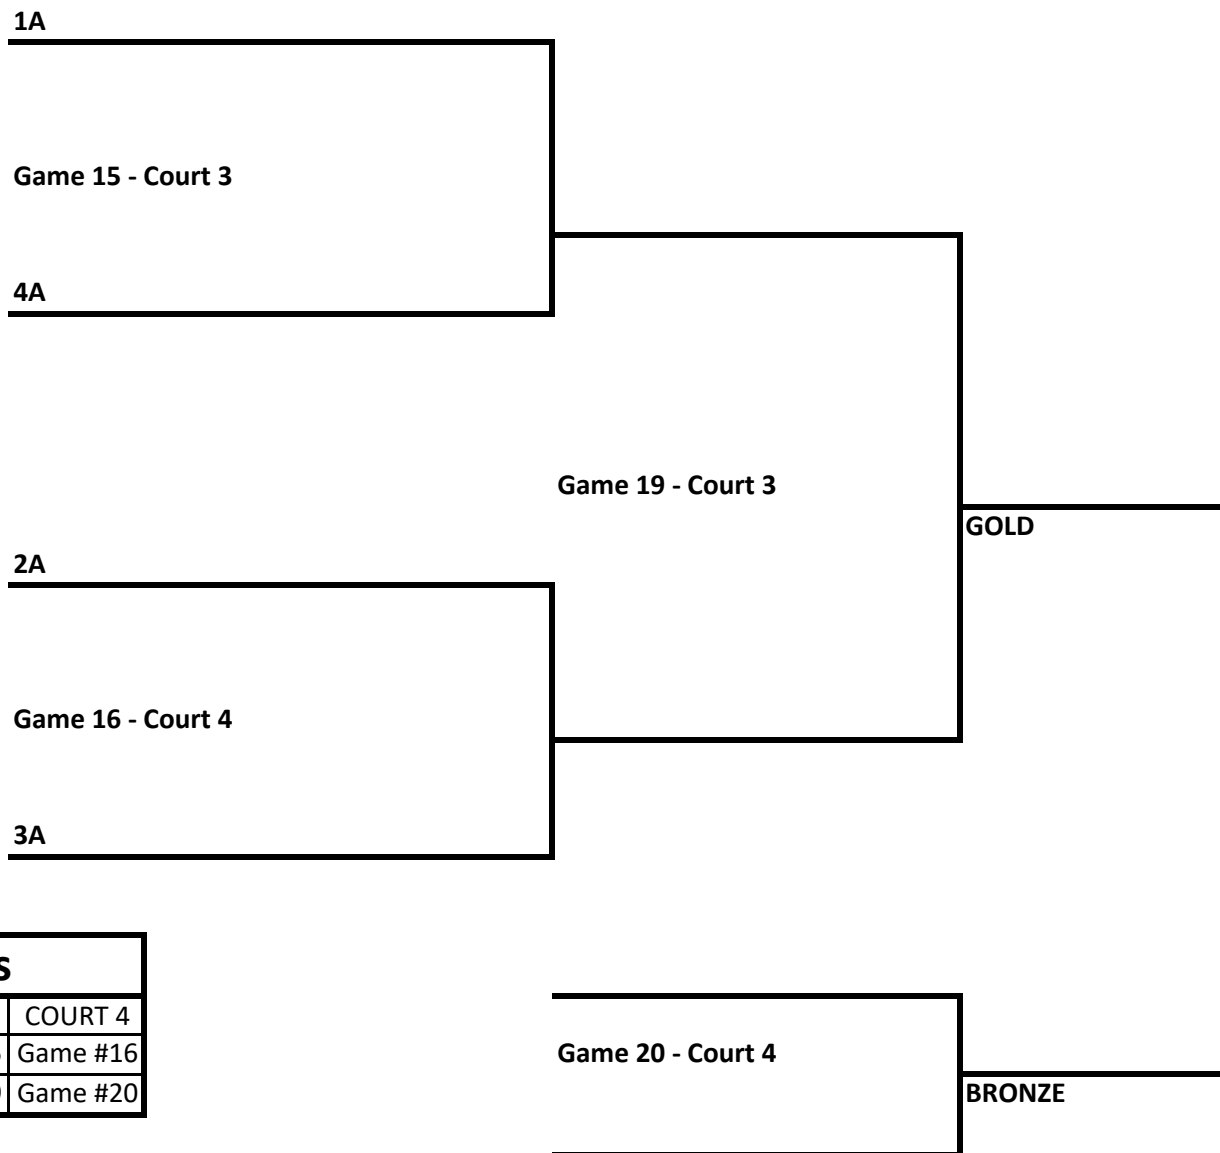 1A
Game 15 - Court 3
4A
Game 19 - Court 3
GOLD
2A
Game 16 - Court 4
3A
COURT 4
Game #16
Game #20
Game 20 - Court 4
BRONZE